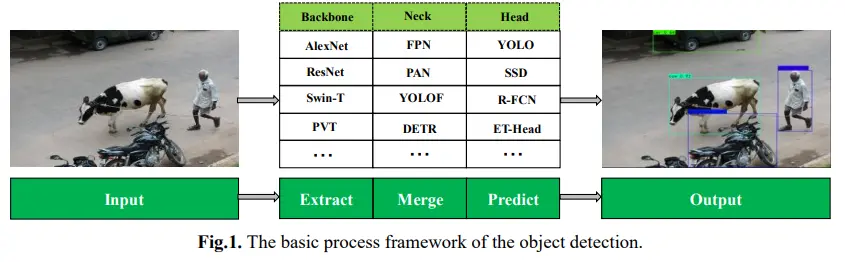 Backbone Neck Head
AlexNet FPN YOLO
ResNet PAN SSD
Swin-T YOLOF R-FCN
PVT DETR ET-Head
... ... ...
Input Extract Merge Predict Output
Fig.1. The basic process framework of the object detection.